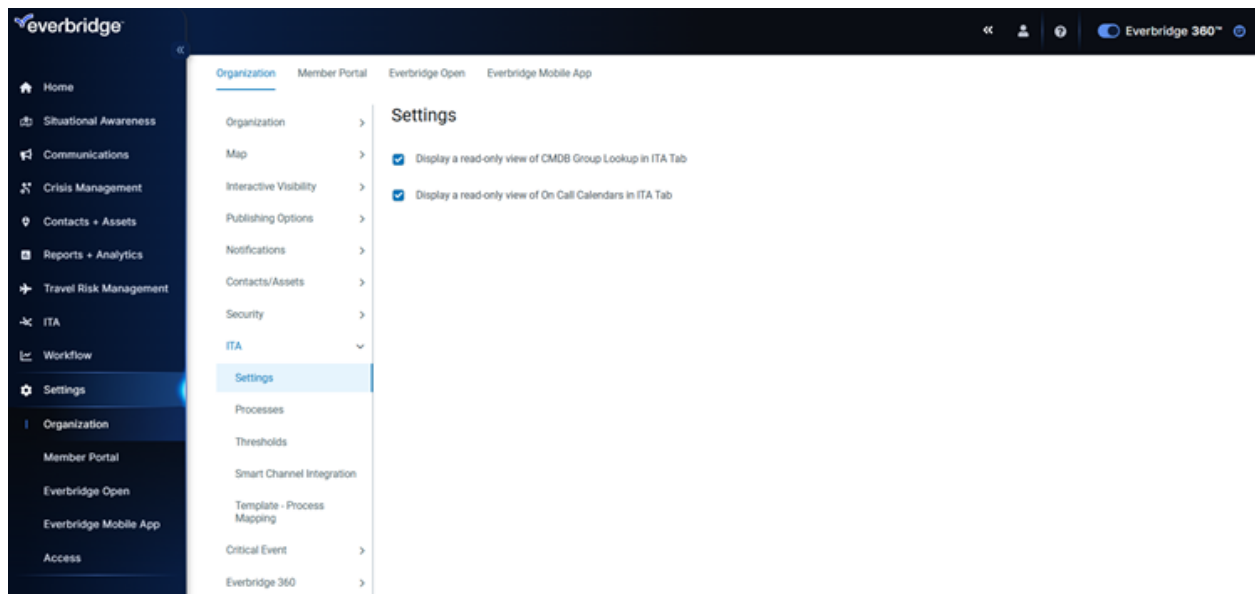 everbridge
Everbridge 360™
Home
Situational Awareness
Communications
Crisis Management
Contacts + Assets
Reports + Analytics
Travel Risk Management
ITA
Workflow
Settings
Organization
Member Portal
Everbridge Open
Everbridge Mobile App
Access
Organization Member Portal Everbridge Open Everbridge Mobile App
Organization
Map
Interactive Visibility
Publishing Options
Notifications
Contacts/Assets
Security
ITA
Settings
Processes
Thresholds
Smart Channel Integration
Template - Process
Mapping
Critical Event
Everbridge 360
Settings
Display a read-only view of CMDB Group Lookup in ITA Tab
Display a read-only view of On Call Calendars in ITA Tab